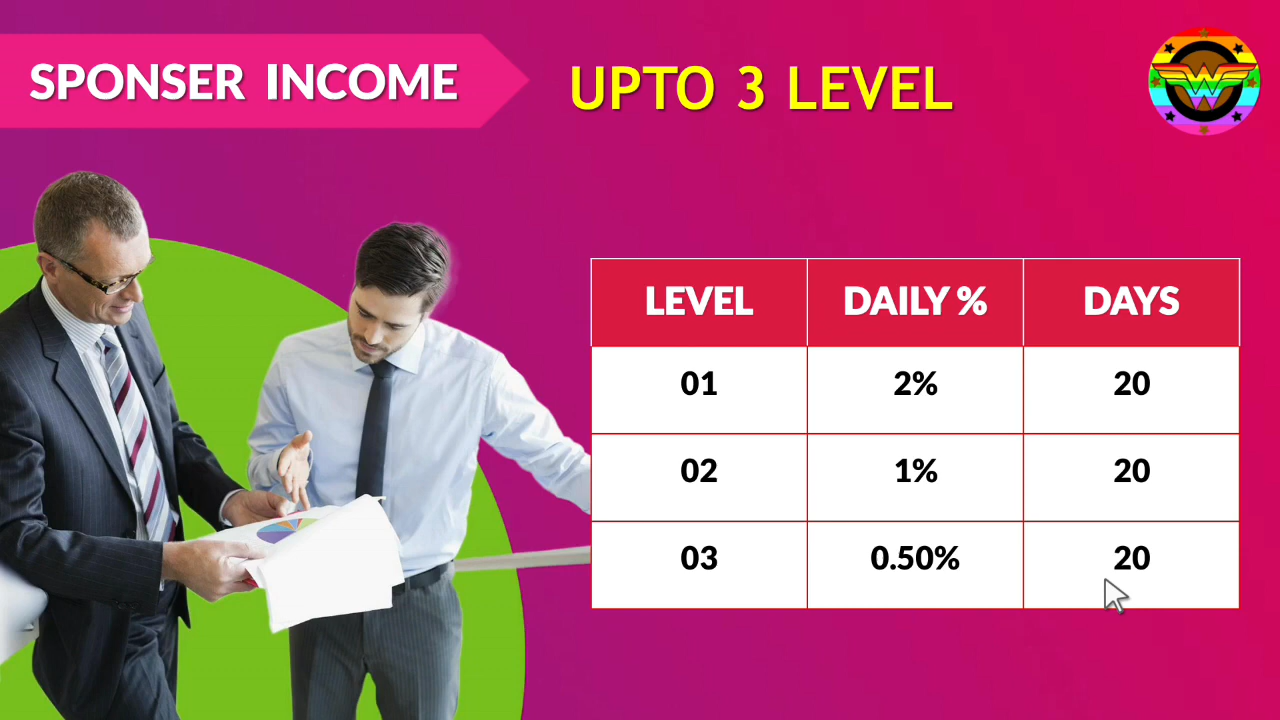 SPONSER INCOME
UPTO 3 LEVEL
LEVEL DAILY % DAYS
01 2% 20
02 1% 20
03 0.50% 20